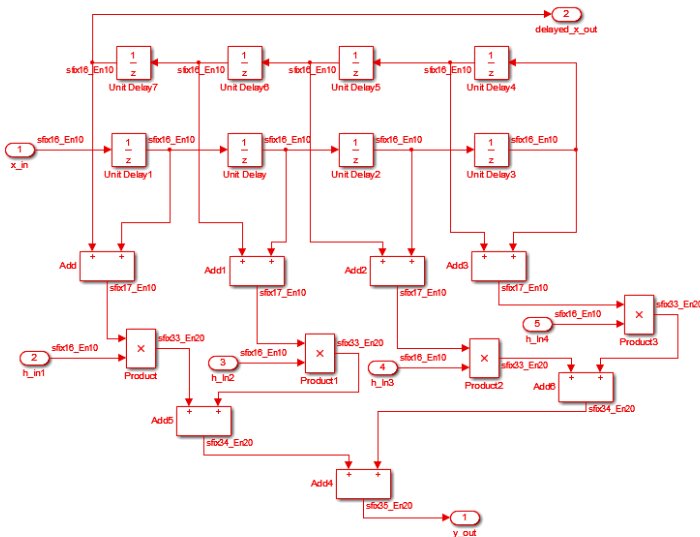 2
delayed_x_out
1
z
1
z
1
z
1
z
sfix16_En10
sfix16_En10
sfix16_En10
sfix16_En10
Unit Delay7
Unit Delay6
Unit Delay5
Unit Delay4
sfix16_En10
sfix16_En10
sfix16_En10
sfix16_En10
sfix16_En10
1
1
z
1
z
1
z
1
z
x_in
Unit Delay1
Unit Delay
Unit Delay2
Unit Delay3
+ +
+ +
+ +
+ +
Add
Add1
Add2
Add3
sfix17_En10
sfix17_En10
sfix17_En10
sfix17_En10
sfix16_En10
sfix33_En20
5
×
h_In4
Product3
sfix16_En10
sfix33_En20
2
×
h_in1
Product
sfix16_En10
sfix33_En20
3
×
h_In2
Product1
sfix16_En10
sfix33_En20
4
×
h_In3
Product2
+ +
Add6
sfix34_En20
+ +
Add5
sfix34_En20
+ +
Add4
sfix35_En20
1
y_out